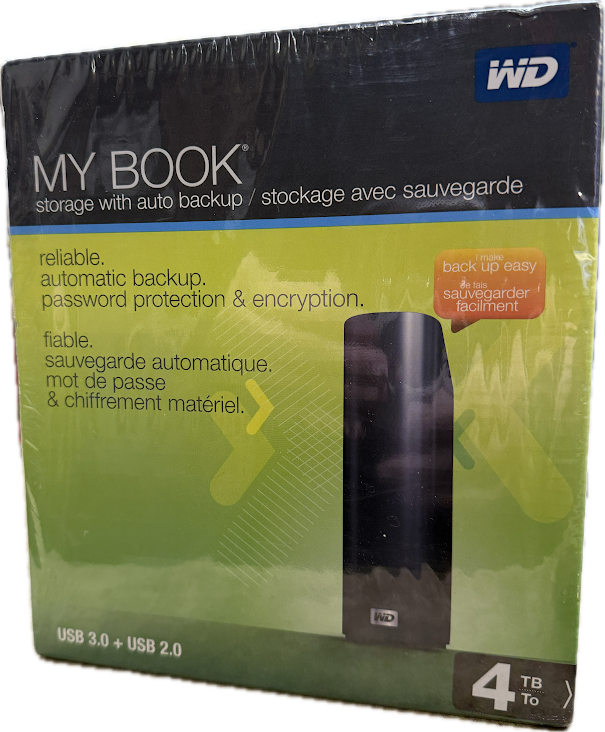 WD
MY BOOK®
storage with auto backup / stockage avec sauvegarde
reliable.
automatic backup.
password protection & encryption.
I make
back up easy
Je fais
sauvegarder
facilment
fiable.
sauvegarde automatique.
mot de passe
& chiffrement matériel.
WD
USB 3.0 + USB 2.0
4 TB
To